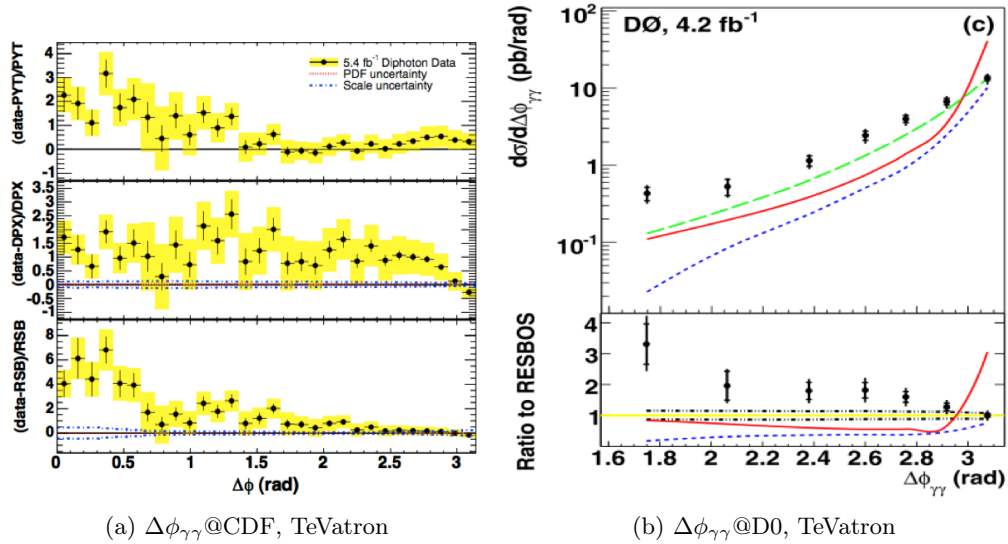 (data-PYT)/PYT
4
3
2
1
0
-1
5.4 fb⁻¹ Diphoton Data
PDF uncertainty
Scale uncertainty
(data-DPX)/DPX
3.5
3
2.5
2
1.5
1
0.5
0
-0.5
-1
(data-RSB)/RSB
8
6
4
2
0
-2
0 0.5 1 1.5 2 2.5 3
Δϕ (rad)
(a) Δϕγγ@CDF, TeVatron
dσ/dΔϕγγ (pb/rad)
10²
10
1
10⁻¹
DØ, 4.2 fb⁻¹
(c)
Ratio to RESBOS
4
3
2
1
1.6 1.8 2 2.2 2.4 2.6 2.8 3
Δϕγγ (rad)
(b) Δϕγγ@D0, TeVatron